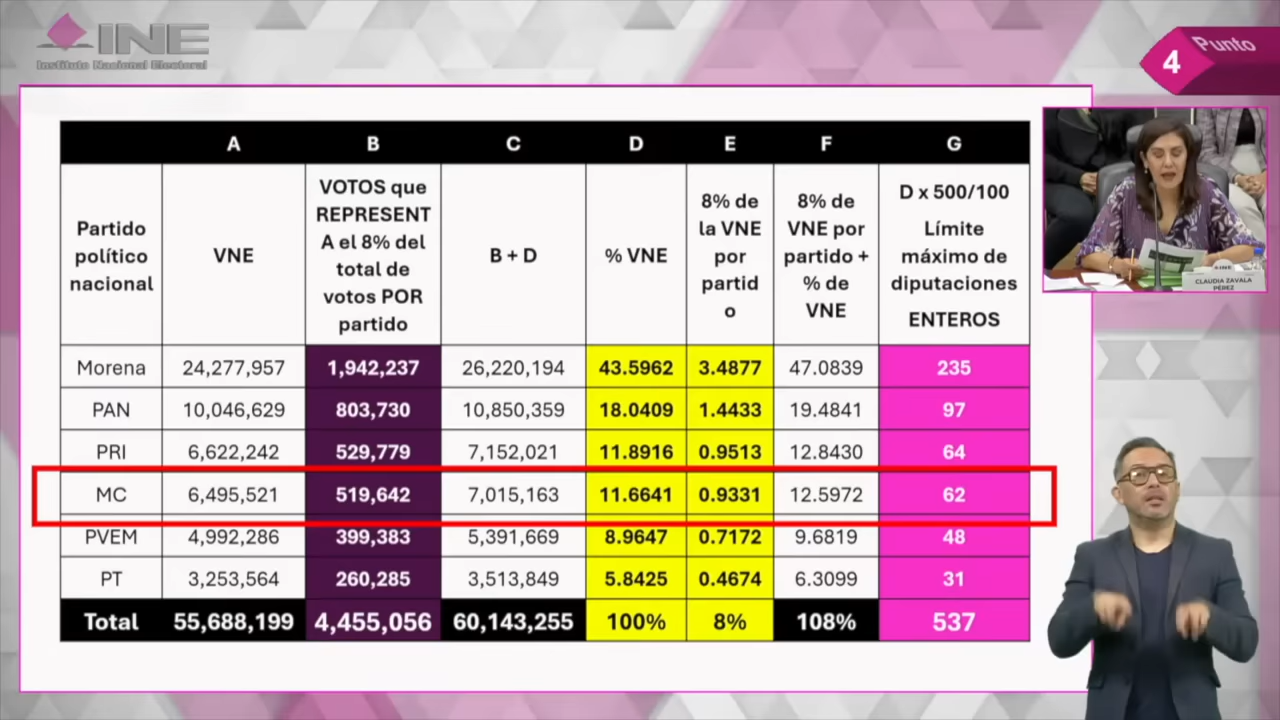 INE
Instituto Nacional Electoral
Punto
4
A B C D E F G
Partido político nacional
VNE
VOTOS que
REPRESENT
A el 8% del
total de
votos POR
partido
B + D
% VNE
8% de
la VNE
por
partid
o
8% de
VNE por
partido +
% de
VNE
D x 500/100
Límite
máximo de
diputaciones
ENTEROS
Morena 24,277,957 1,942,237 26,220,194 43.5962 3.4877 47.0839 235
PAN 10,046,629 803,730 10,850,359 18.0409 1.4433 19.4841 97
PRI 6,622,242 529,779 7,152,021 11.8916 0.9513 12.8430 64
MC 6,495,521 519,642 7,015,163 11.6641 0.9331 12.5972 62
PVEM 4,992,286 399,383 5,391,669 8.9647 0.7172 9.6819 48
PT 3,253,564 260,285 3,513,849 5.8425 0.4674 6.3099 31
Total 55,688,199 4,455,056 60,143,255 100% 8% 108% 537
INE
CLAUDIA ZAVALA
PÉREZ